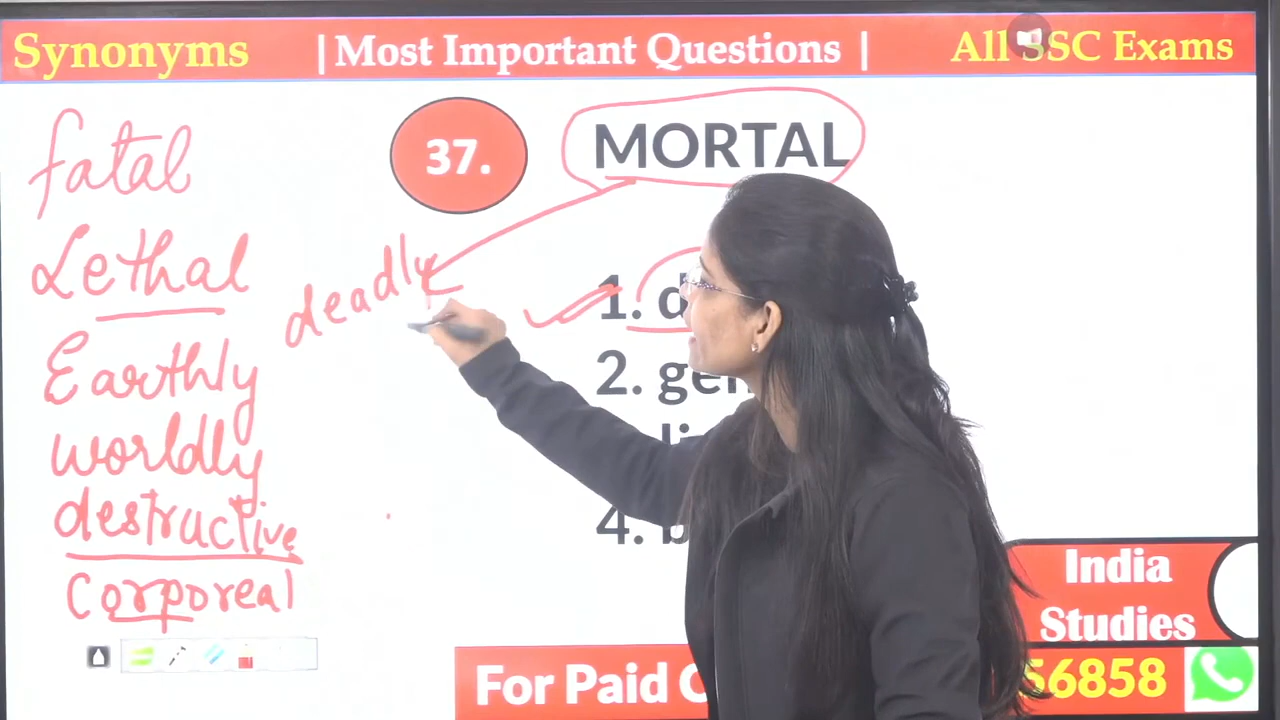 Synonyms |Most Important Questions | All SSC Exams
fatal
37.
MORTAL
Lethal
deadly
1. d
Earthly
2. gen
worldly
destructive
4. b
Corporeal
India
Studies
For Paid C
56858